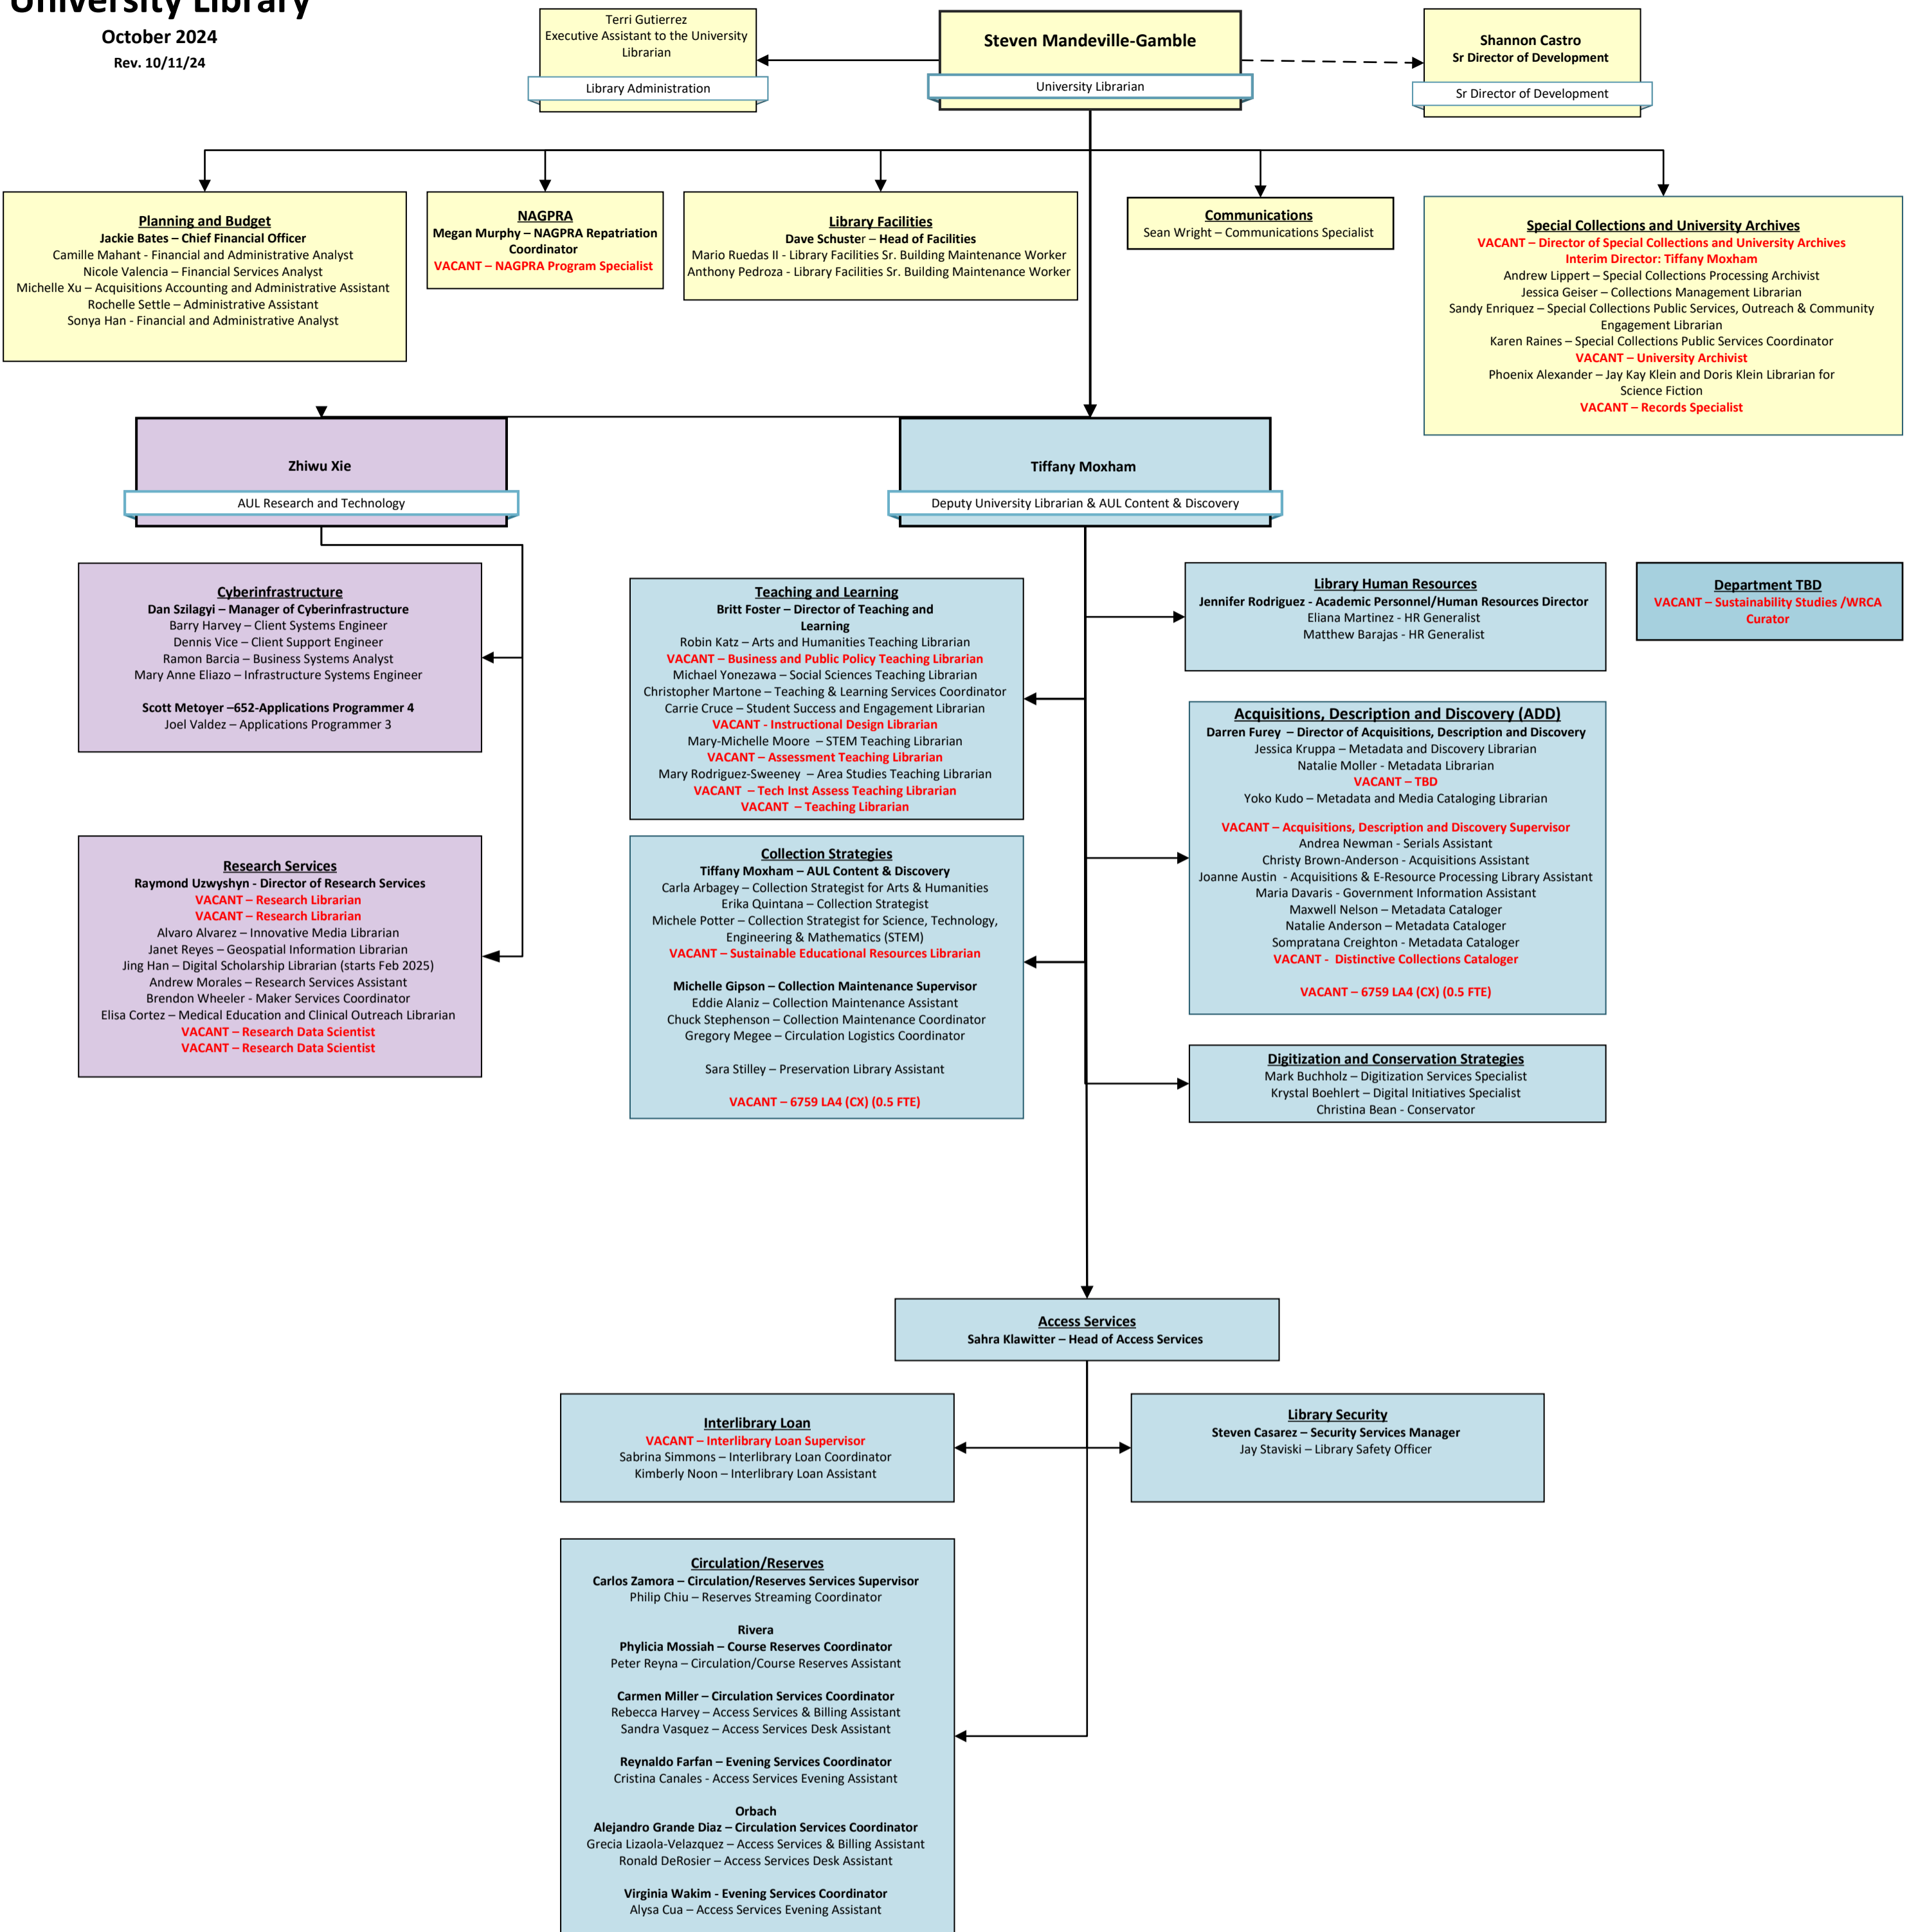 University Library
October 2024
Rev. 10/11/24
Terri Gutierrez
Executive Assistant to the University
Librarian
Library Administration
Steven Mandeville-Gamble
University Librarian
Shannon Castro
Sr Director of Development
Sr Director of Development
Planning and Budget
Jackie Bates – Chief Financial Officer
Camille Mahant - Financial and Administrative Analyst
Nicole Valencia – Financial Services Analyst
Michelle Xu – Acquisitions Accounting and Administrative Assistant
Rochelle Settle – Administrative Assistant
Sonya Han - Financial and Administrative Analyst
NAGPRA
Megan Murphy – NAGPRA Repatriation
Coordinator
VACANT – NAGPRA Program Specialist
Library Facilities
Dave Schuster – Head of Facilities
Mario Ruedas II - Library Facilities Sr. Building Maintenance Worker
Anthony Pedroza - Library Facilities Sr. Building Maintenance Worker
Communications
Sean Wright – Communications Specialist
Special Collections and University Archives
VACANT – Director of Special Collections and University Archives
Interim Director: Tiffany Moxham
Andrew Lippert – Special Collections Processing Archivist
Jessica Geiser – Collections Management Librarian
Sandy Enriquez – Special Collections Public Services, Outreach & Community
Engagement Librarian
Karen Raines – Special Collections Public Services Coordinator
VACANT – University Archivist
Phoenix Alexander – Jay Kay Klein and Doris Klein Librarian for
Science Fiction
VACANT – Records Specialist
Zhiwu Xie
AUL Research and Technology
Tiffany Moxham
Deputy University Librarian & AUL Content & Discovery
Cyberinfrastructure
Dan Szilagyi – Manager of Cyberinfrastructure
Barry Harvey – Client Systems Engineer
Dennis Vice – Client Support Engineer
Ramon Barcia – Business Systems Analyst
Mary Anne Eliazo – Infrastructure Systems Engineer
Scott Metoyer –652-Applications Programmer 4
Joel Valdez – Applications Programmer 3
Research Services
Raymond Uzwyshyn - Director of Research Services
VACANT – Research Librarian
VACANT – Research Librarian
Alvaro Alvarez – Innovative Media Librarian
Janet Reyes – Geospatial Information Librarian
Jing Han – Digital Scholarship Librarian (starts Feb 2025)
Andrew Morales – Research Services Assistant
Brendon Wheeler - Maker Services Coordinator
Elisa Cortez – Medical Education and Clinical Outreach Librarian
VACANT – Research Data Scientist
VACANT – Research Data Scientist
Teaching and Learning
Britt Foster – Director of Teaching and
Learning
Robin Katz – Arts and Humanities Teaching Librarian
VACANT – Business and Public Policy Teaching Librarian
Michael Yonezawa – Social Sciences Teaching Librarian
Christopher Martone – Teaching & Learning Services Coordinator
Carrie Cruce – Student Success and Engagement Librarian
VACANT - Instructional Design Librarian
Mary-Michelle Moore – STEM Teaching Librarian
VACANT – Assessment Teaching Librarian
Mary Rodriguez-Sweeney – Area Studies Teaching Librarian
VACANT – Tech Inst Assess Teaching Librarian
VACANT – Teaching Librarian
Collection Strategies
Tiffany Moxham – AUL Content & Discovery
Carla Arbagey – Collection Strategist for Arts & Humanities
Erika Quintana – Collection Strategist
Michele Potter – Collection Strategist for Science, Technology,
Engineering & Mathematics (STEM)
VACANT – Sustainable Educational Resources Librarian
Michelle Gipson – Collection Maintenance Supervisor
Eddie Alaniz – Collection Maintenance Assistant
Chuck Stephenson – Collection Maintenance Coordinator
Gregory Megee – Circulation Logistics Coordinator
Sara Stilley – Preservation Library Assistant
VACANT – 6759 LA4 (CX) (0.5 FTE)
Library Human Resources
Jennifer Rodriguez - Academic Personnel/Human Resources Director
Eliana Martinez - HR Generalist
Matthew Barajas - HR Generalist
Department TBD
VACANT – Sustainability Studies /WRCA
Curator
Acquisitions, Description and Discovery (ADD)
Darren Furey – Director of Acquisitions, Description and Discovery
Jessica Kruppa – Metadata and Discovery Librarian
Natalie Moller - Metadata Librarian
VACANT – TBD
Yoko Kudo – Metadata and Media Cataloging Librarian
VACANT – Acquisitions, Description and Discovery Supervisor
Andrea Newman - Serials Assistant
Christy Brown-Anderson - Acquisitions Assistant
Joanne Austin - Acquisitions & E-Resource Processing Library Assistant
Maria Davaris - Government Information Assistant
Maxwell Nelson – Metadata Cataloger
Natalie Anderson – Metadata Cataloger
Sompratana Creighton - Metadata Cataloger
VACANT - Distinctive Collections Cataloger
VACANT – 6759 LA4 (CX) (0.5 FTE)
Digitization and Conservation Strategies
Mark Buchholz – Digitization Services Specialist
Krystal Boehlert – Digital Initiatives Specialist
Christina Bean - Conservator
Access Services
Sahra Klawitter – Head of Access Services
Interlibrary Loan
VACANT – Interlibrary Loan Supervisor
Sabrina Simmons – Interlibrary Loan Coordinator
Kimberly Noon – Interlibrary Loan Assistant
Library Security
Steven Casarez – Security Services Manager
Jay Staviski – Library Safety Officer
Circulation/Reserves
Carlos Zamora – Circulation/Reserves Services Supervisor
Philip Chiu – Reserves Streaming Coordinator
Rivera
Phylicia Mossiah – Course Reserves Coordinator
Peter Reyna – Circulation/Course Reserves Assistant
Carmen Miller – Circulation Services Coordinator
Rebecca Harvey – Access Services & Billing Assistant
Sandra Vasquez – Access Services Desk Assistant
Reynaldo Farfan – Evening Services Coordinator
Cristina Canales - Access Services Evening Assistant
Orbach
Alejandro Grande Diaz – Circulation Services Coordinator
Grecia Lizaola-Velazquez – Access Services & Billing Assistant
Ronald DeRosier – Access Services Desk Assistant
Virginia Wakim - Evening Services Coordinator
Alysa Cua – Access Services Evening Assistant